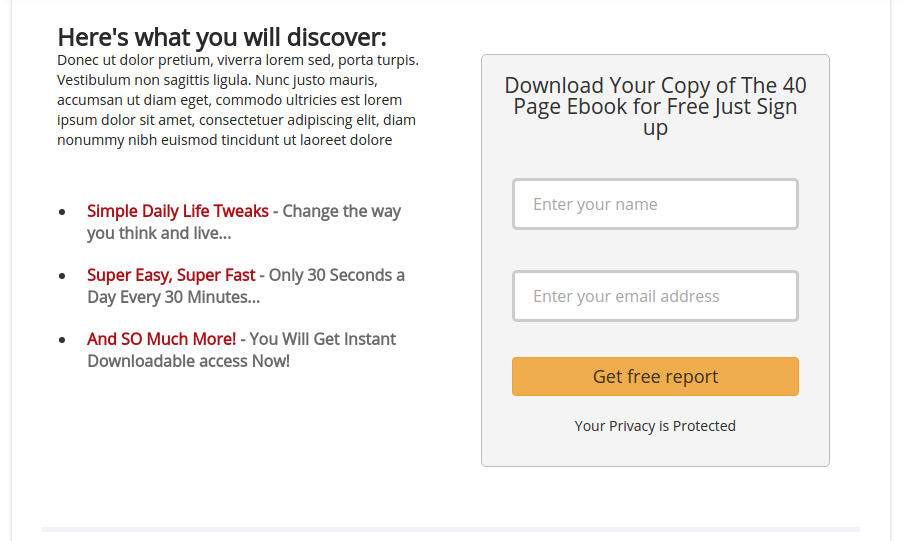 Here's what you will discover:
Donec ut dolor pretium, viverra lorem sed, porta turpis.
Vestibulum non sagittis ligula. Nunc justo mauris,
accumsan ut diam eget, commodo ultricies est lorem
ipsum dolor sit amet, consectetuer adipiscing elit, diam
nonummy nibh euismod tincidunt ut laoreet dolore
Simple Daily Life Tweaks - Change the way
you think and live...
Super Easy, Super Fast - Only 30 Seconds a
Day Every 30 Minutes...
And SO Much More! - You Will Get Instant
Downloadable access Now!
Download Your Copy of The 40
Page Ebook for Free Just Sign
up
Enter your name
Enter your email address
Get free report
Your Privacy is Protected